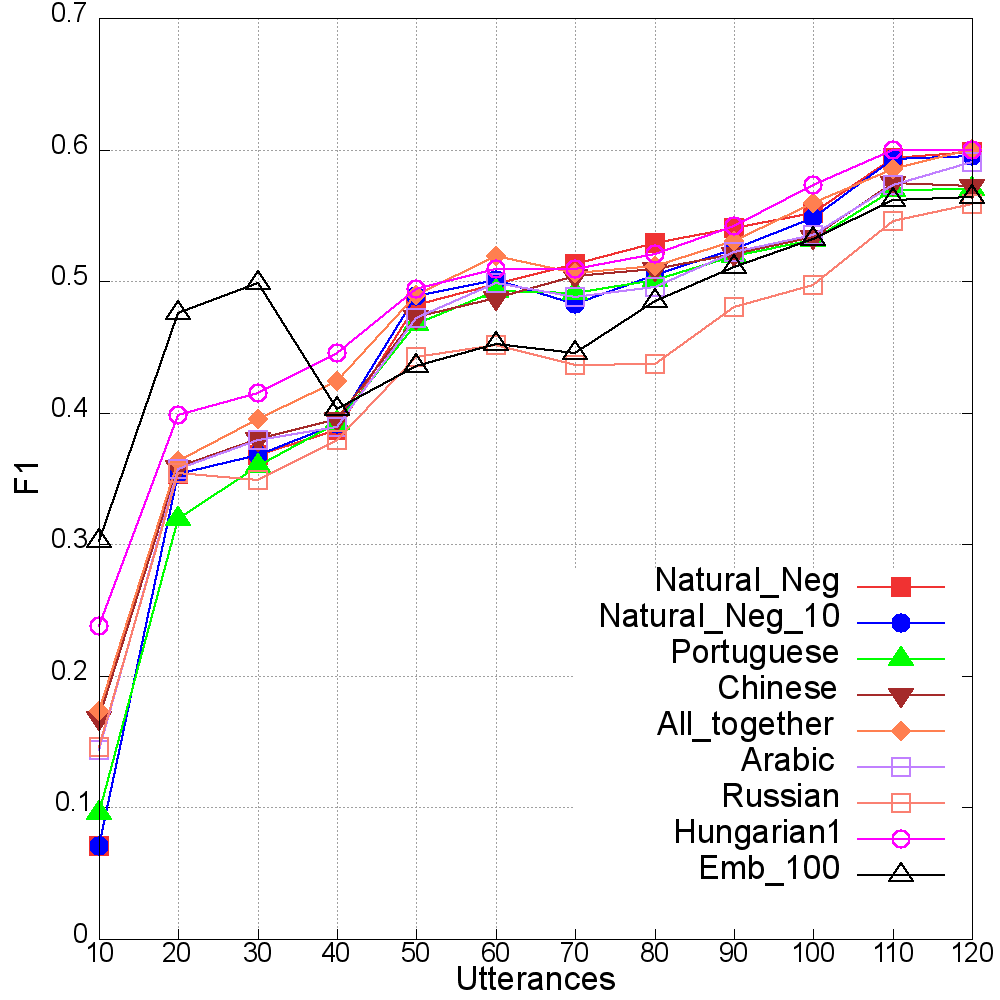 0.7
0.6
0.5
0.4
0.3
0.2
0.1
0
F1
Natural_Neg
Natural_Neg_10
Portuguese
Chinese
All_together
Arabic
Russian
Hungarian1
Emb_100
10 20 30 40 50 60 70 80 90 100 110 120
Utterances